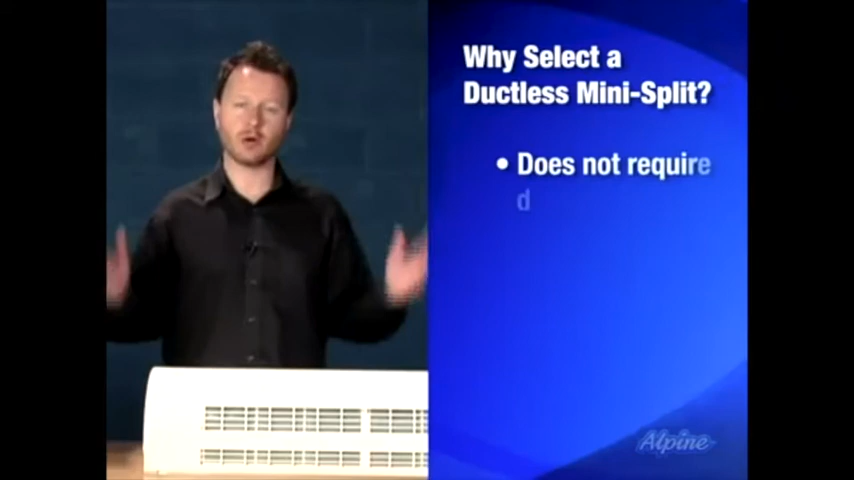 Why Select a
Ductless Mini-Split?
• Does not require
d
Alpine